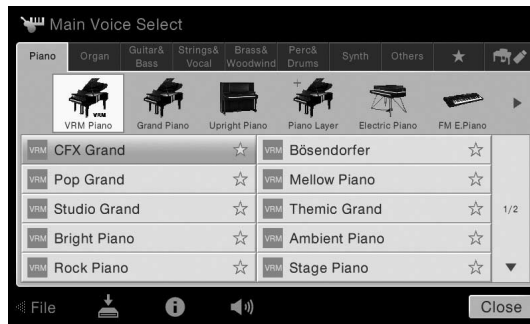 Main Voice Select
Piano
Organ
Guitar&
Bass
Strings&
Vocal
Brass&
Woodwind
Perc&
Drums
Synth
Others
VRM
VRM Piano
Grand Piano
Upright Piano
Piano Layer
Electric Piano
FM E.Piano
VRM CFX Grand
VRM Bösendorfer
VRM Pop Grand
VRM Mellow Piano
VRM Studio Grand
VRM Themic Grand
1/2
VRM Bright Piano
VRM Ambient Piano
VRM Rock Piano
VRM Stage Piano
File
Close